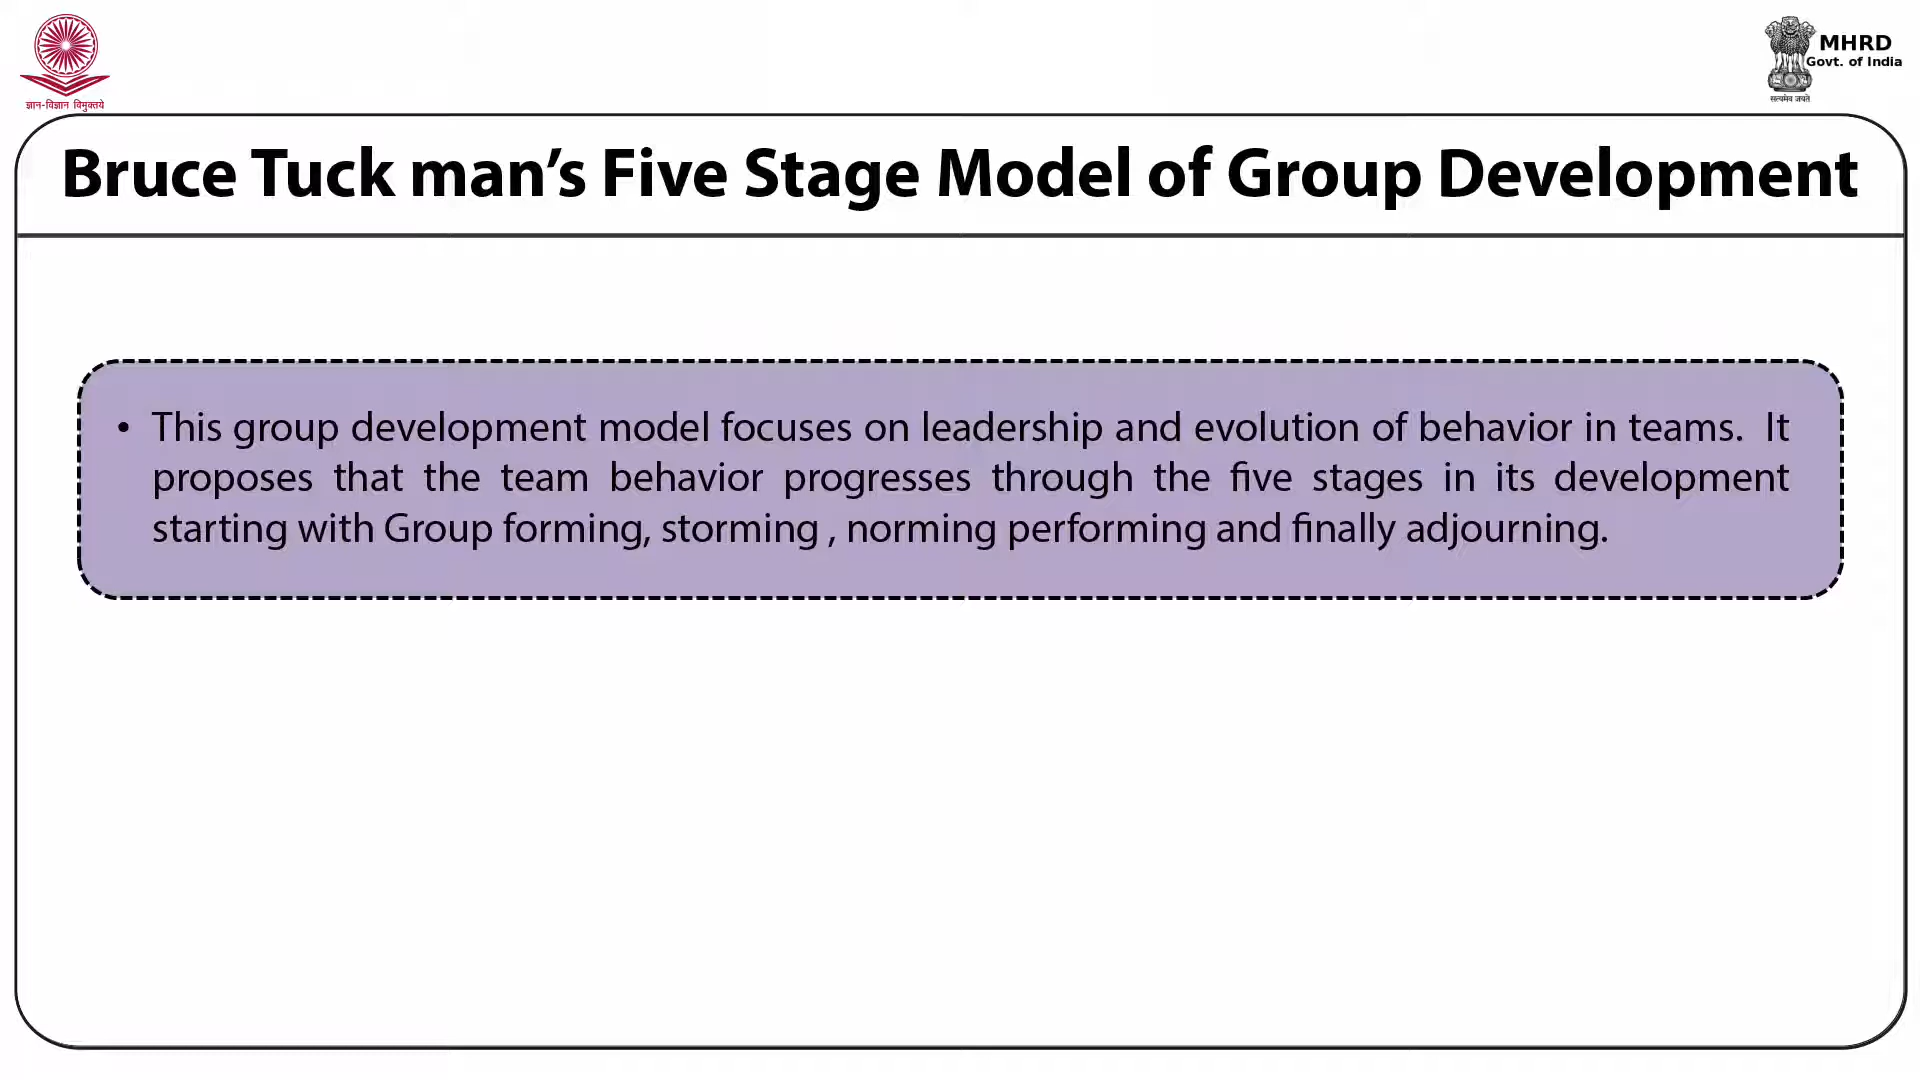 ज्ञान-विज्ञान विमुक्तये
MHRD
Govt. of India
सत्यमेव जयते
Bruce Tuck man’s Five Stage Model of Group Development
• This group development model focuses on leadership and evolution of behavior in teams. It
proposes that the team behavior progresses through the five stages in its development
starting with Group forming, storming , norming performing and finally adjourning.